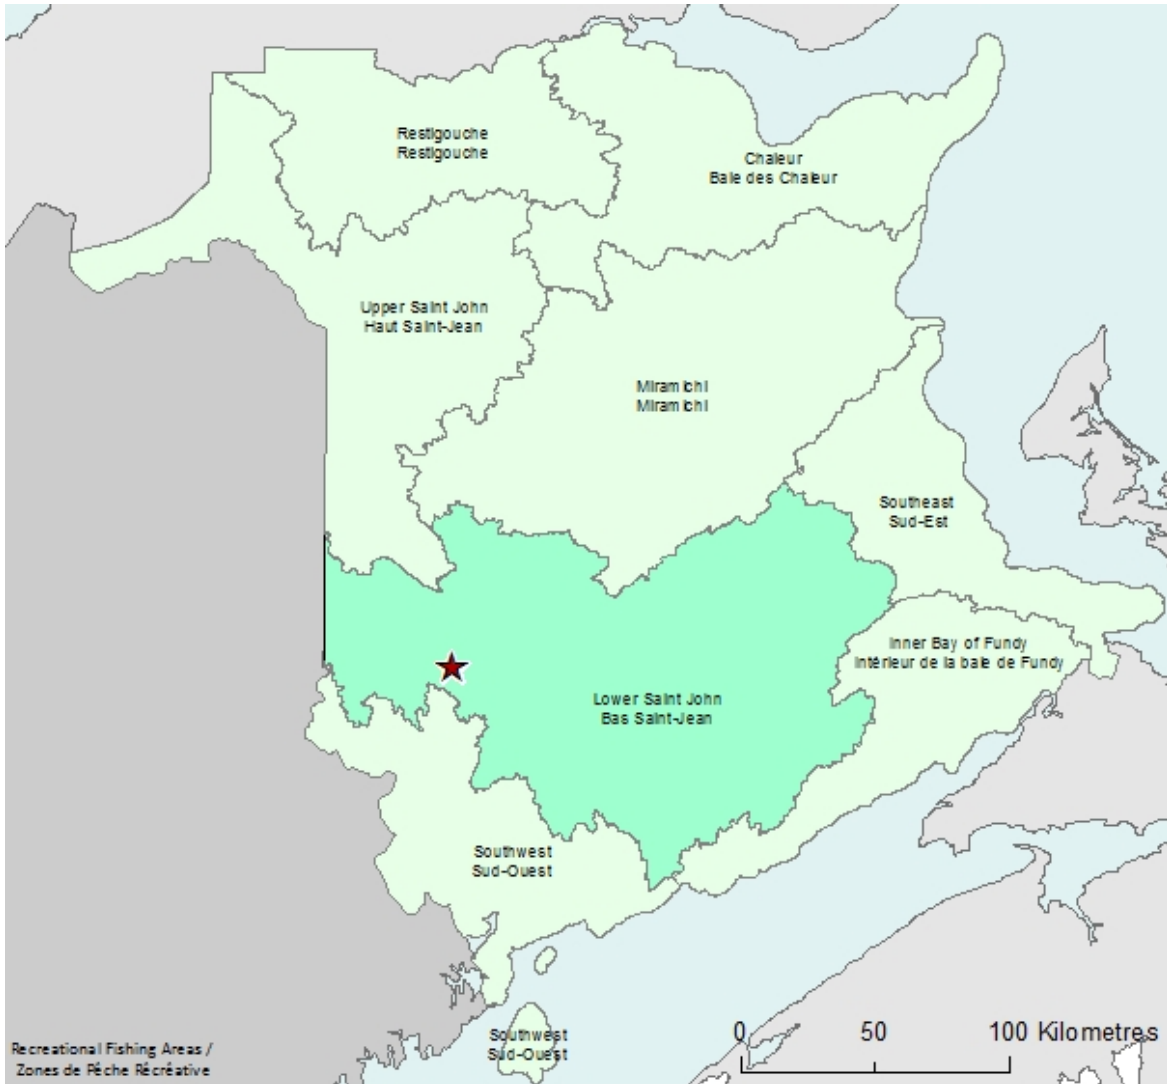 Restigouche
Restigouche
Chaleur
Baie des Chaleur
Upper Saint John
Haut Saint-Jean
Miramichi
Miramichi
Southeast
Sud-Est
Inner Bay of Fundy
Intérieur de la baie de Fundy
Lower Saint John
Bas Saint-Jean
Southwest
Sud-Ouest
Southwest
Sud-Ouest
0 50 100 Kilometres
Recreational Fishing Areas /
Zones de Pêche Récréative